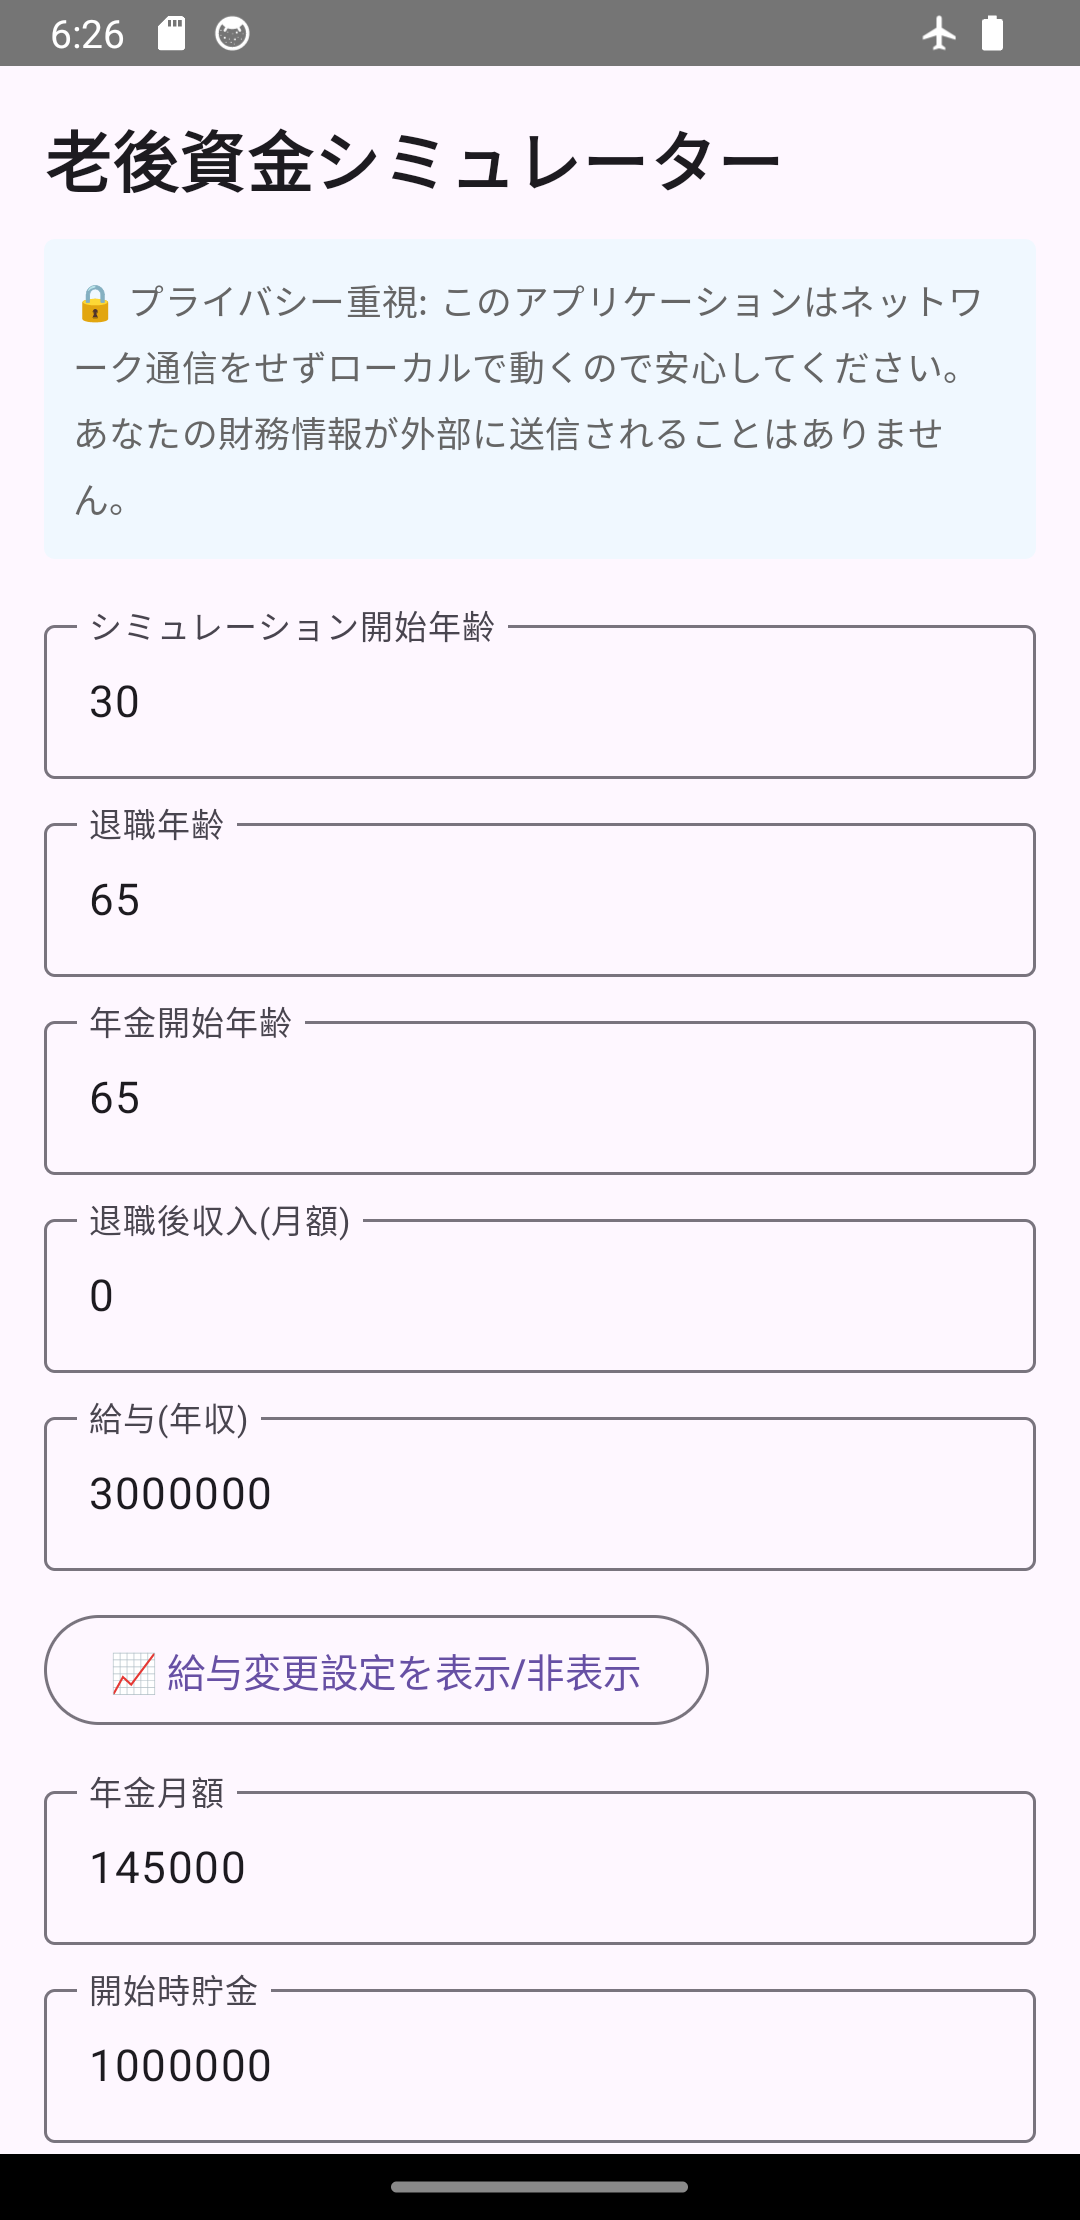 6:26
老後資金シミュレーター
🔒 プライバシー重視: このアプリケーションはネットワ
ーク通信をせずローカルで動くので安心してください。
あなたの財務情報が外部に送信されることはありませ
ん。
シミュレーション開始年齢
30
退職年齢
65
年金開始年齢
65
退職後収入(月額)
0
給与(年収)
3000000
📈 給与変更設定を表示/非表示
年金月額
145000
開始時貯金
1000000